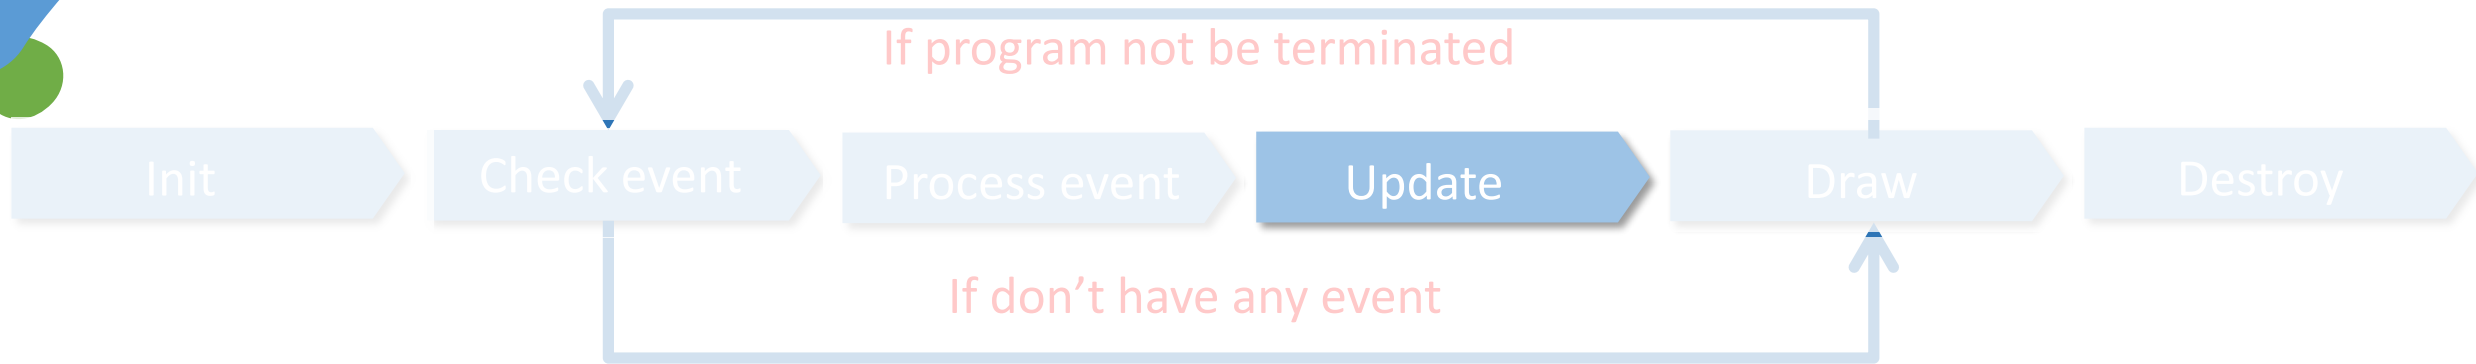 If program not be terminated
Init
Check event
Process event
Update
Draw
Destroy
If don’t have any event